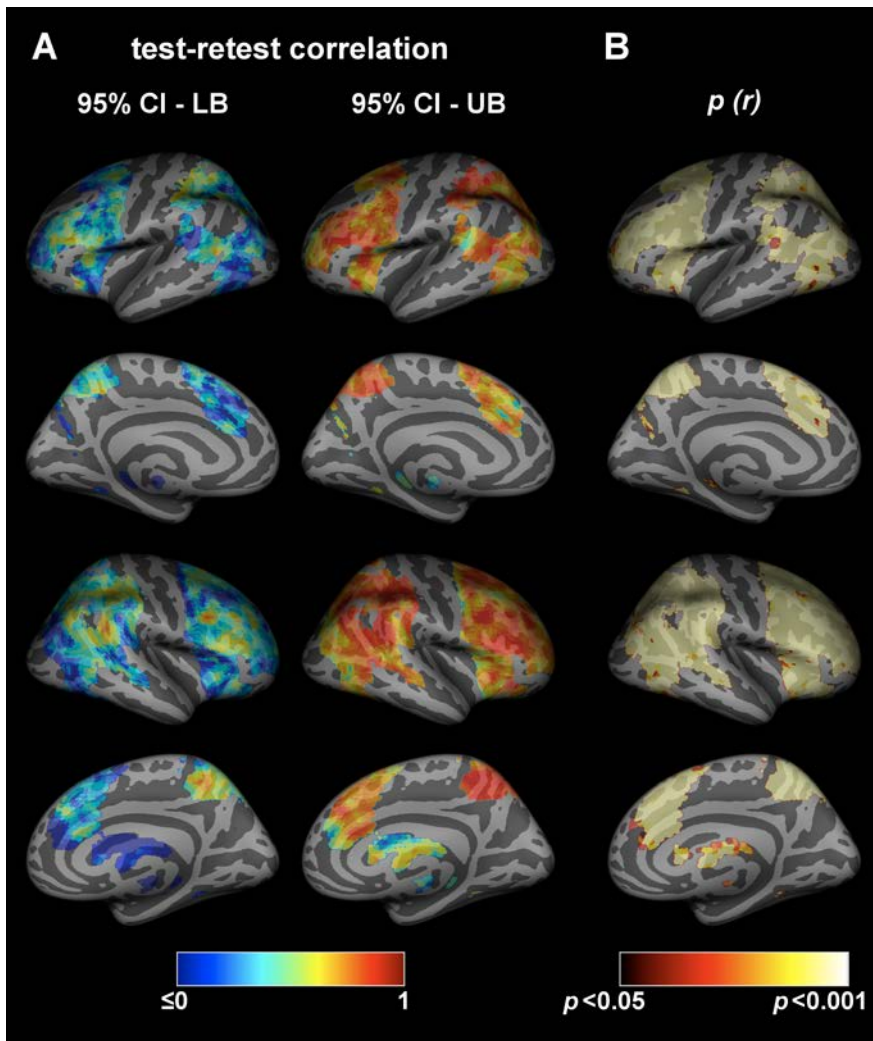 A test-retest correlation B
95% CI - LB 95% CI - UB p (r)
≤0 1 p<0.05 p<0.001